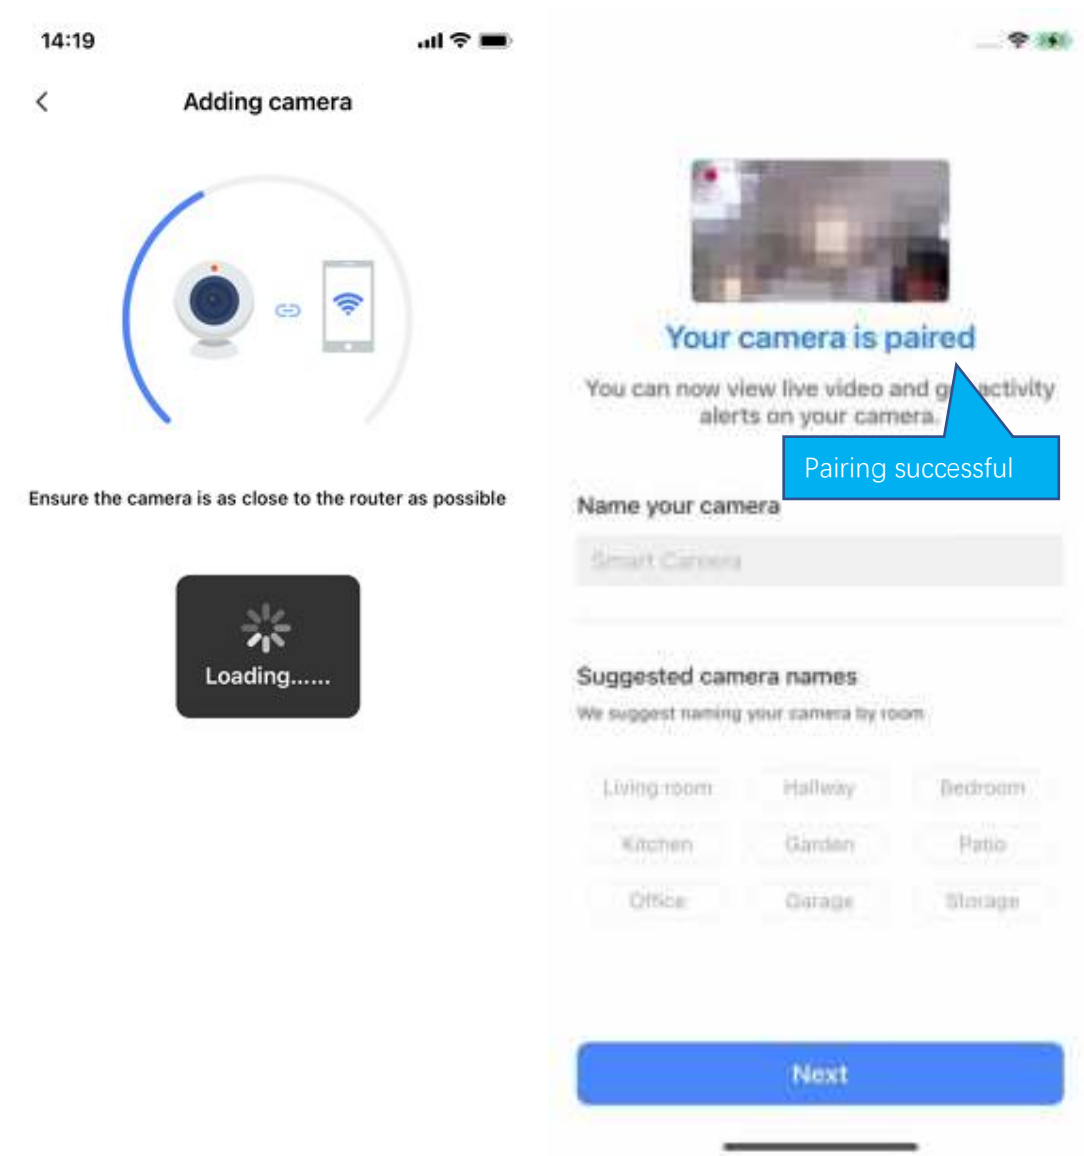 14:19
Adding camera
Ensure the camera is as close to the router as possible
Loading......
Your camera is paired
You can now view live video and get activity
alerts on your camera.
Pairing successful
Name your camera
Smart Camera
Suggested camera names
We suggest naming your camera by room
Living room
Hallway
Bedroom
Kitchen
Garden
Patio
Office
Garage
Storage
Next